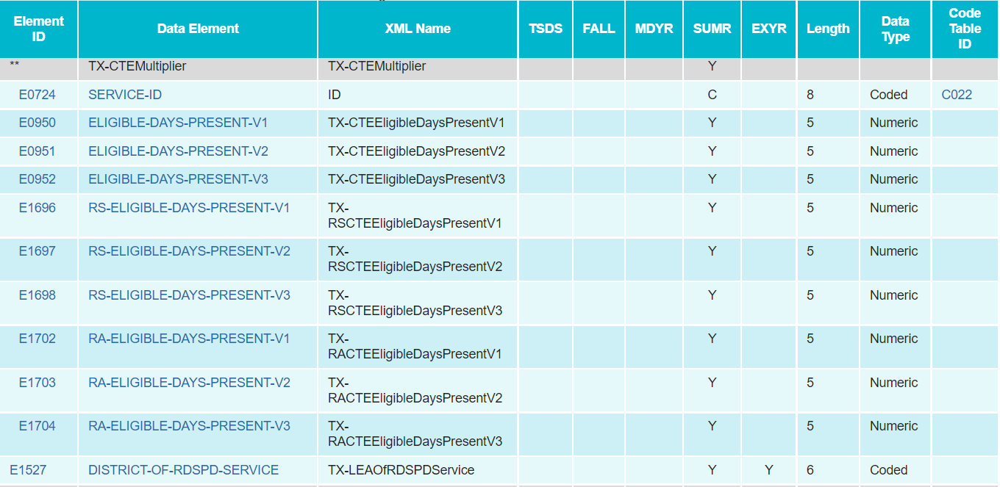 Element ID Data Element XML Name TSDS FALL MDYR SUMR EXYR Length Data Type Code Table ID
** TX-CTEMultiplier TX-CTEMultiplier Y
E0724 SERVICE-ID ID C 8 Coded C022
E0950 ELIGIBLE-DAYS-PRESENT-V1 TX-CTEEligibleDaysPresentV1 Y 5 Numeric
E0951 ELIGIBLE-DAYS-PRESENT-V2 TX-CTEEligibleDaysPresentV2 Y 5 Numeric
E0952 ELIGIBLE-DAYS-PRESENT-V3 TX-CTEEligibleDaysPresentV3 Y 5 Numeric
E1696 RS-ELIGIBLE-DAYS-PRESENT-V1 TX- Y 5 Numeric
RSCTEEligibleDaysPresentV1
E1697 RS-ELIGIBLE-DAYS-PRESENT-V2 TX- Y 5 Numeric
RSCTEEligibleDaysPresentV2
E1698 RS-ELIGIBLE-DAYS-PRESENT-V3 TX- Y 5 Numeric
RSCTEEligibleDaysPresentV3
E1702 RA-ELIGIBLE-DAYS-PRESENT-V1 TX- Y 5 Numeric
RACTEEligibleDaysPresentV1
E1703 RA-ELIGIBLE-DAYS-PRESENT-V2 TX- Y 5 Numeric
RACTEEligibleDaysPresentV2
E1704 RA-ELIGIBLE-DAYS-PRESENT-V3 TX- Y 5 Numeric
RACTEEligibleDaysPresentV3
E1527 DISTRICT-OF-RDSPD-SERVICE TX-LEAOfRDSPDService Y Y 6 Coded